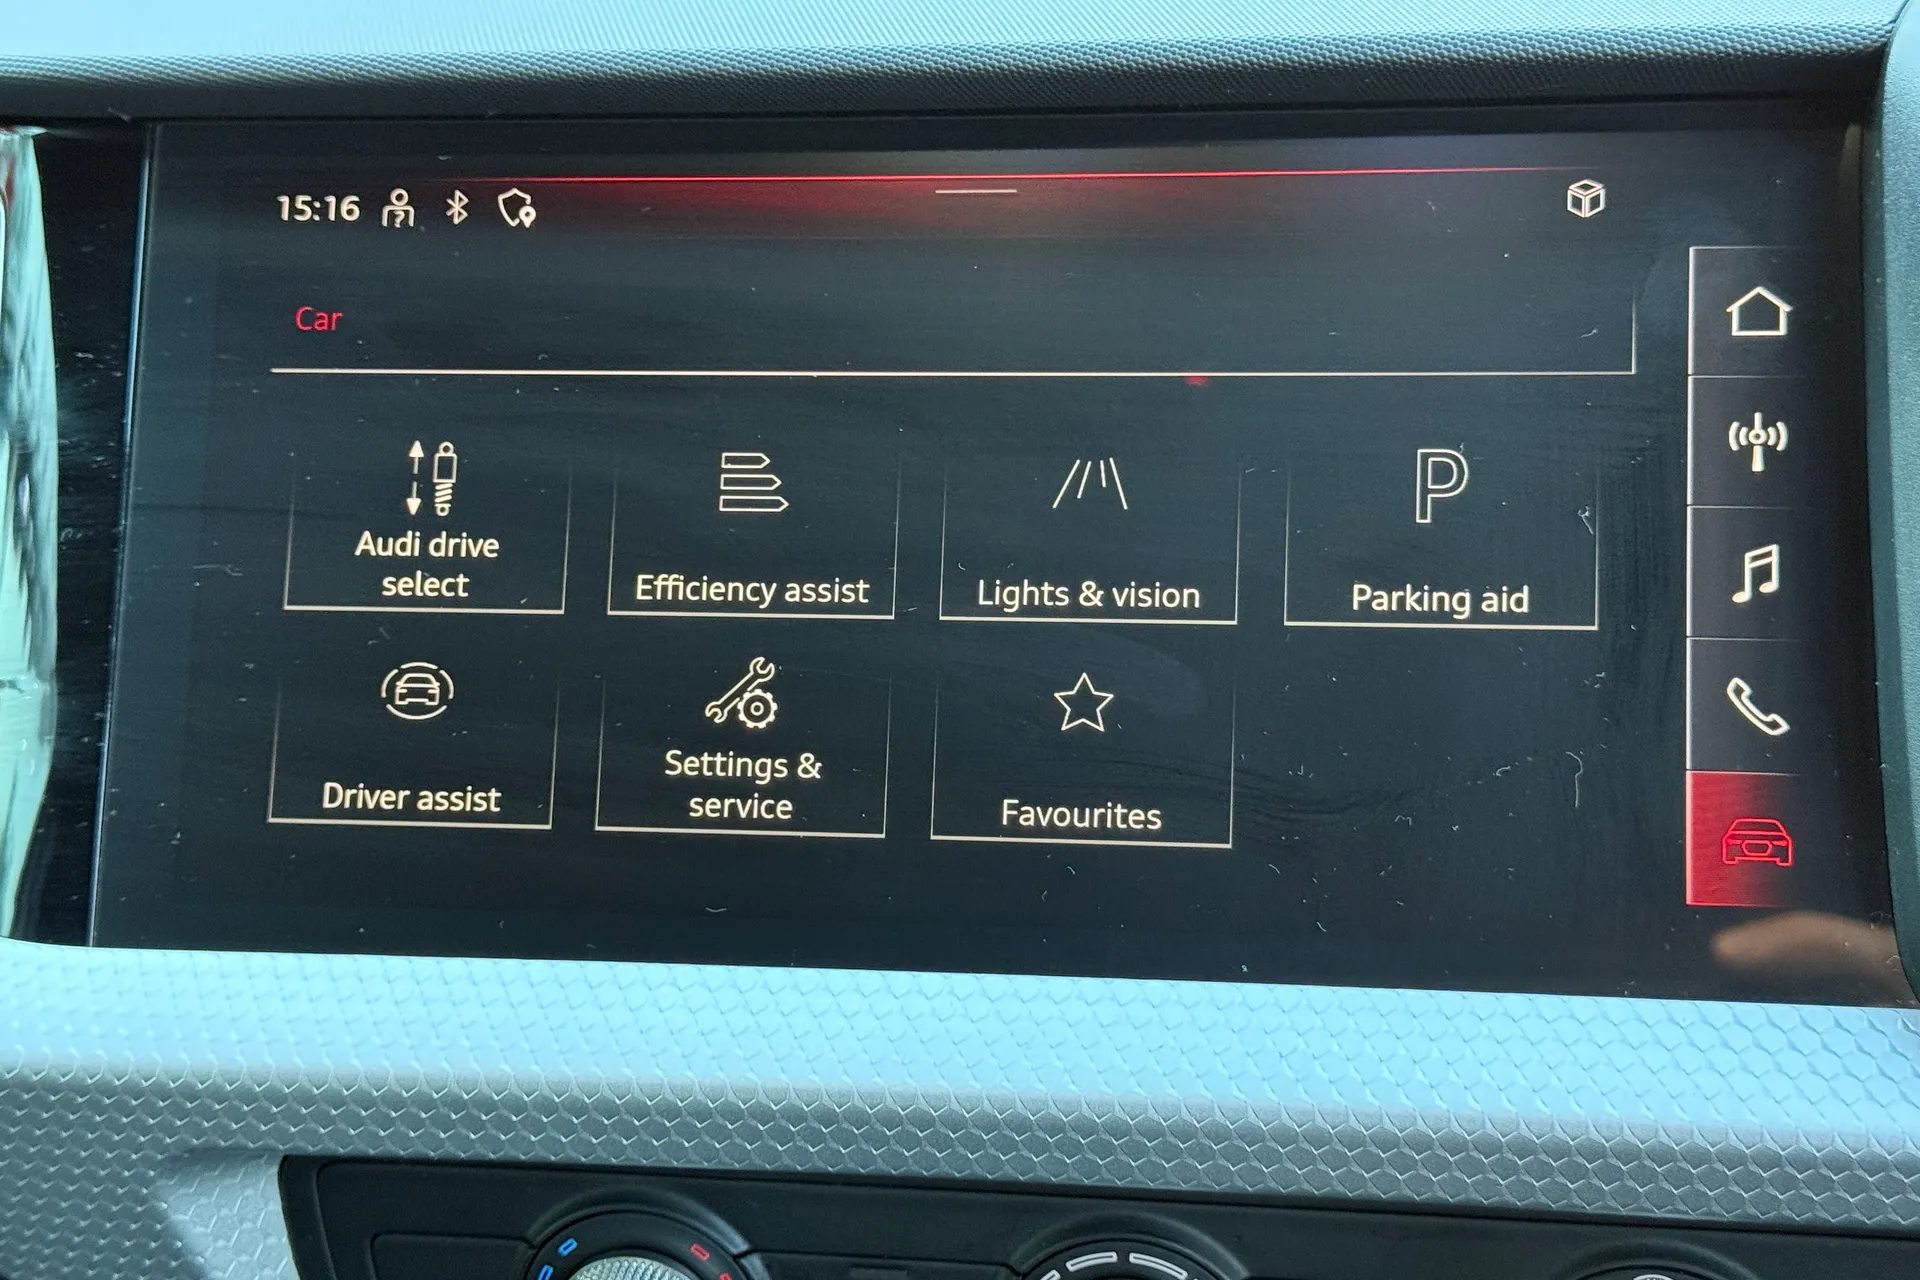 15:16
Car
Audi drive
select
Efficiency assist
Lights & vision
P
Parking aid
Driver assist
Settings &
service
Favourites